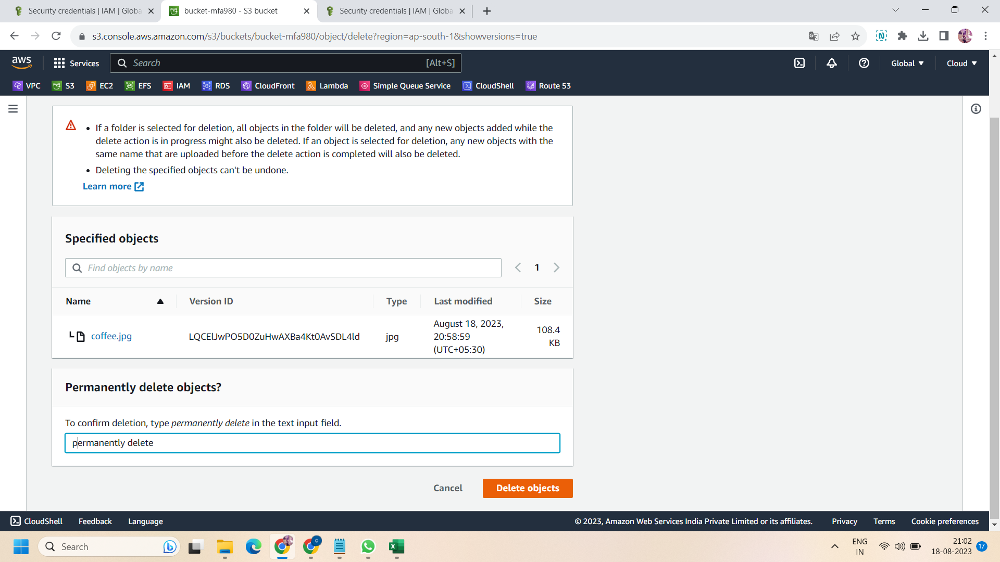 Security credentials | IAM | Globa
bucket-mfa980 - S3 bucket
Security credentials | IAM | Globa
s3.console.aws.amazon.com/s3/buckets/bucket-mfa980/object/delete?region=ap-south-1&showversions=true
aws
Services
Search
[Alt+S]
Global
Cloud
VPC
S3
EC2
EFS
IAM
RDS
CloudFront
Lambda
Simple Queue Service
CloudShell
Route 53
• If a folder is selected for deletion, all objects in the folder will be deleted, and any new objects added while the
delete action is in progress might also be deleted. If an object is selected for deletion, any new objects with the
same name that are uploaded before the delete action is completed will also be deleted.
• Deleting the specified objects can't be undone.
Learn more
Specified objects
Find objects by name
1
Name
Version ID
Type
Last modified
Size
coffee.jpg
LQCElJwPO5D0ZuHwAXBa4Kt0AvSDL4ld
jpg
August 18, 2023,
20:58:59
(UTC+05:30)
108.4
KB
Permanently delete objects?
To confirm deletion, type permanently delete in the text input field.
permanently delete
Cancel
Delete objects
CloudShell
Feedback
Language
© 2023, Amazon Web Services India Private Limited or its affiliates.
Privacy
Terms
Cookie preferences
Search
ENG
IN
21:02
18-08-2023
17